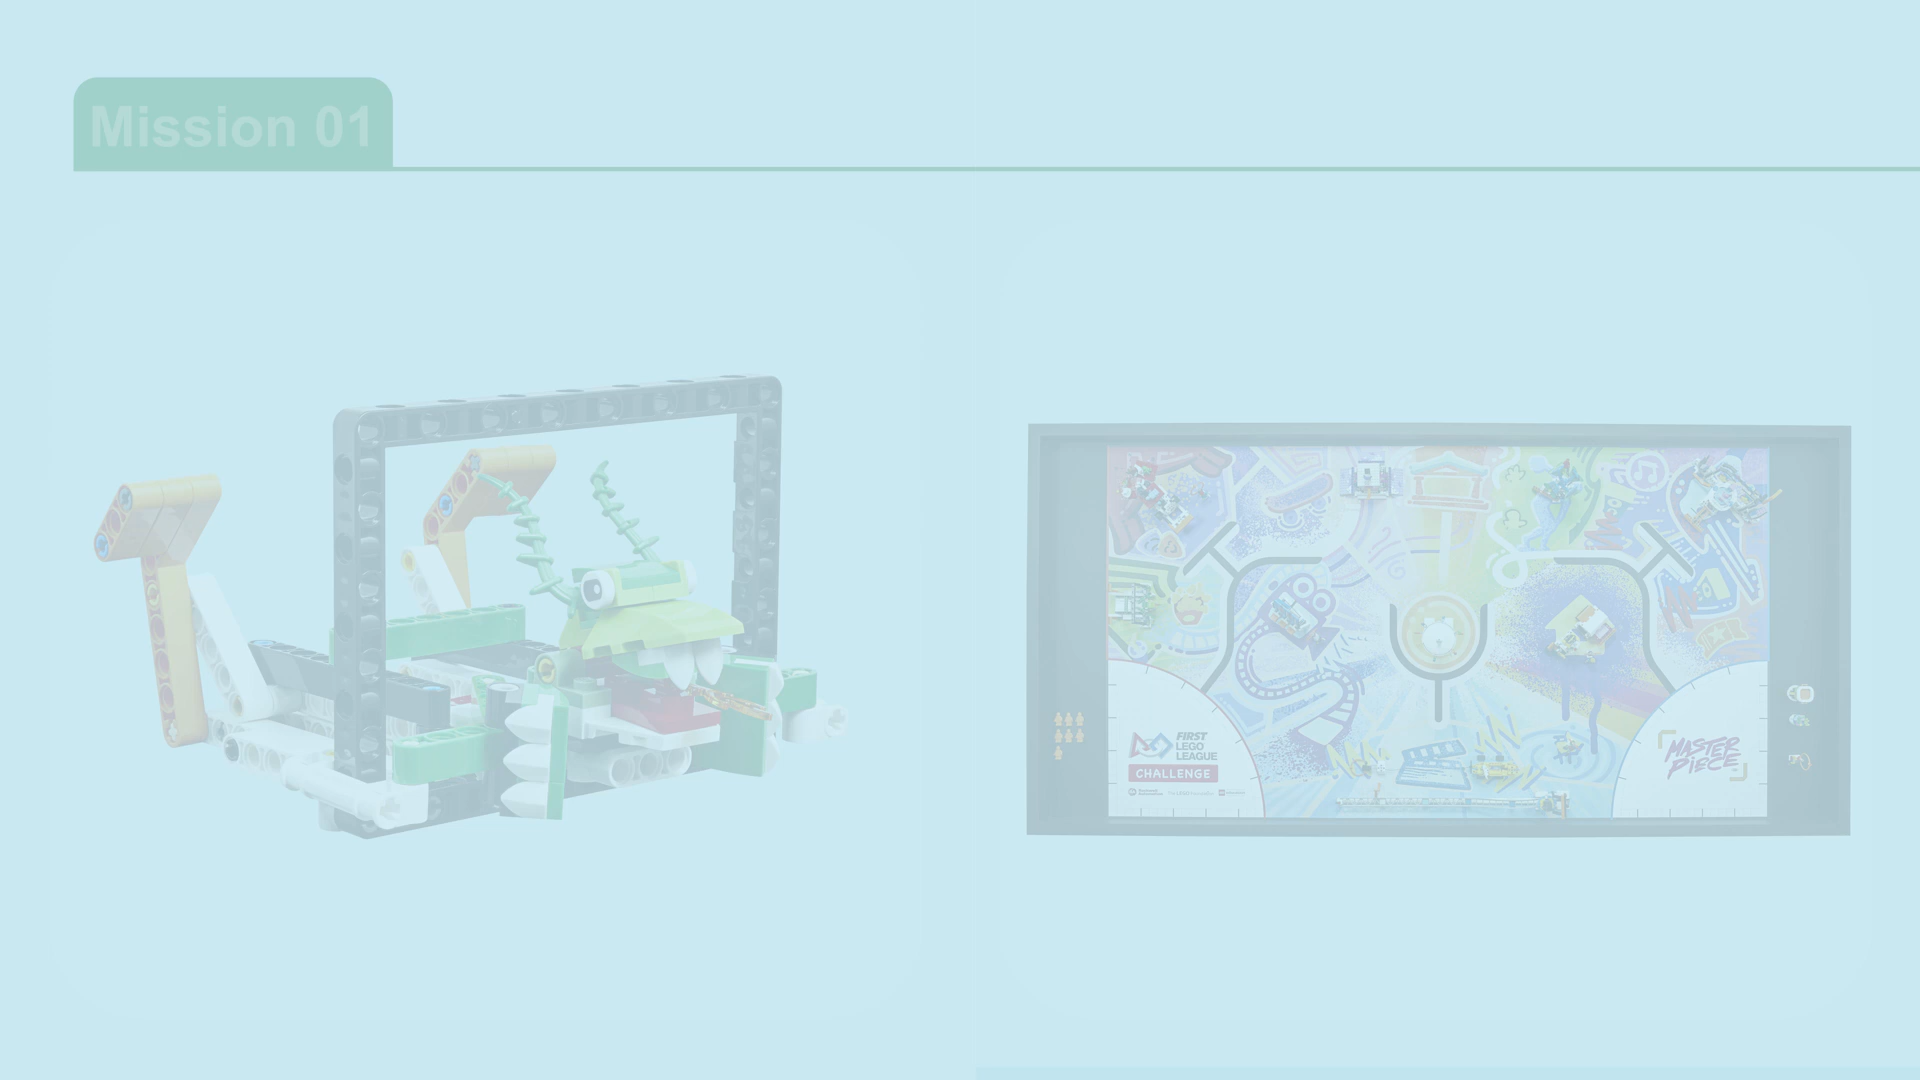 Mission 01
FIRST
LEGO
LEAGUE
CHALLENGE
MASTER
PIECE